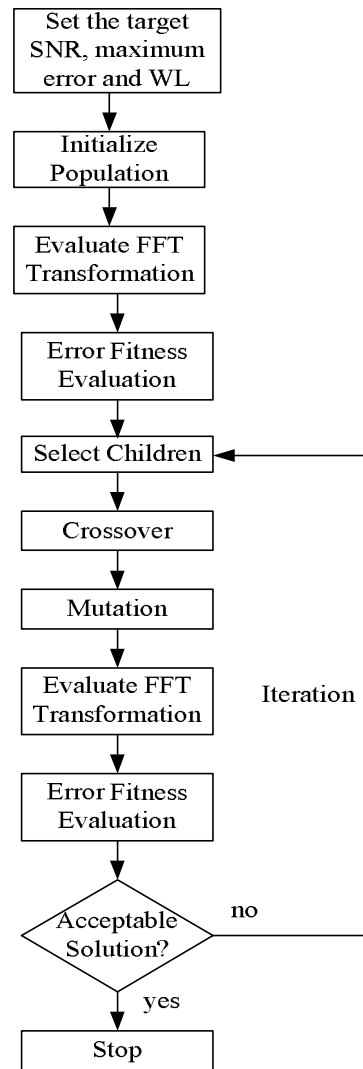 Set the target
SNR, maximum
error and WL
Initialize
Population
Evaluate FFT
Transformation
Error Fitness
Evaluation
Select Children
Crossover
Mutation
Evaluate FFT
Transformation
Iteration
Error Fitness
Evaluation
Acceptable
Solution?
no
yes
Stop